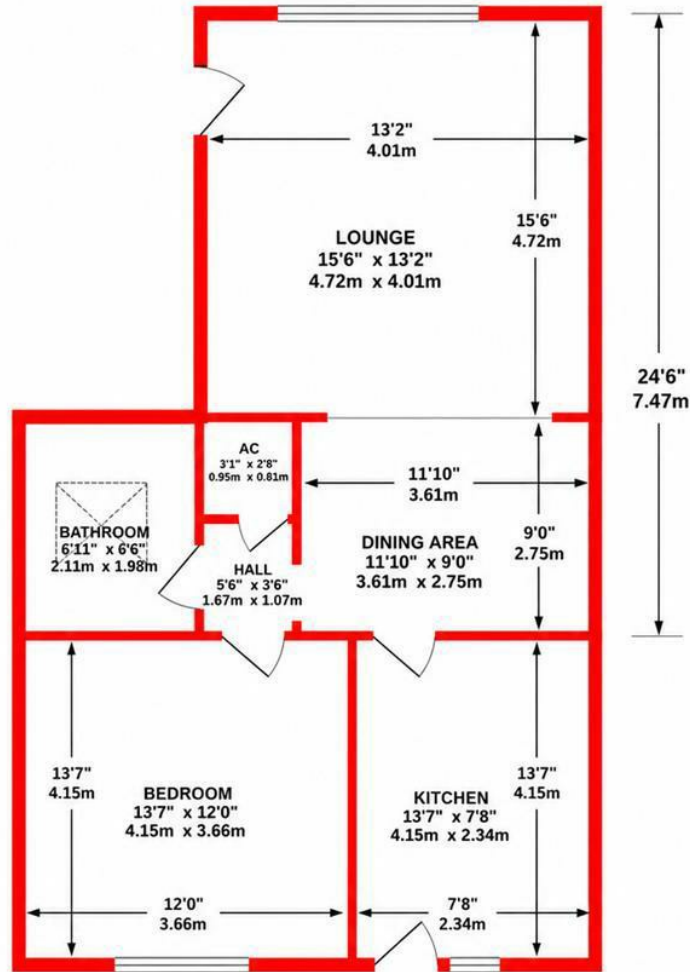 13'2"
4.01m
15'6"
4.72m
LOUNGE
15'6" x 13'2"
4.72m x 4.01m
24'6"
7.47m
AC
3'1" x 2'8"
0.95m x 0.81m
11'10"
3.61m
BATHROOM
6'11" x 6'6"
2.11m x 1.98m
9'0"
2.75m
DINING AREA
11'10" x 9'0"
3.61m x 2.75m
HALL
5'6" x 3'6"
1.67m x 1.07m
13'7"
4.15m
BEDROOM
13'7" x 12'0"
4.15m x 3.66m
KITCHEN
13'7" x 7'8"
4.15m x 2.34m
13'7"
4.15m
12'0"
3.66m
7'8"
2.34m